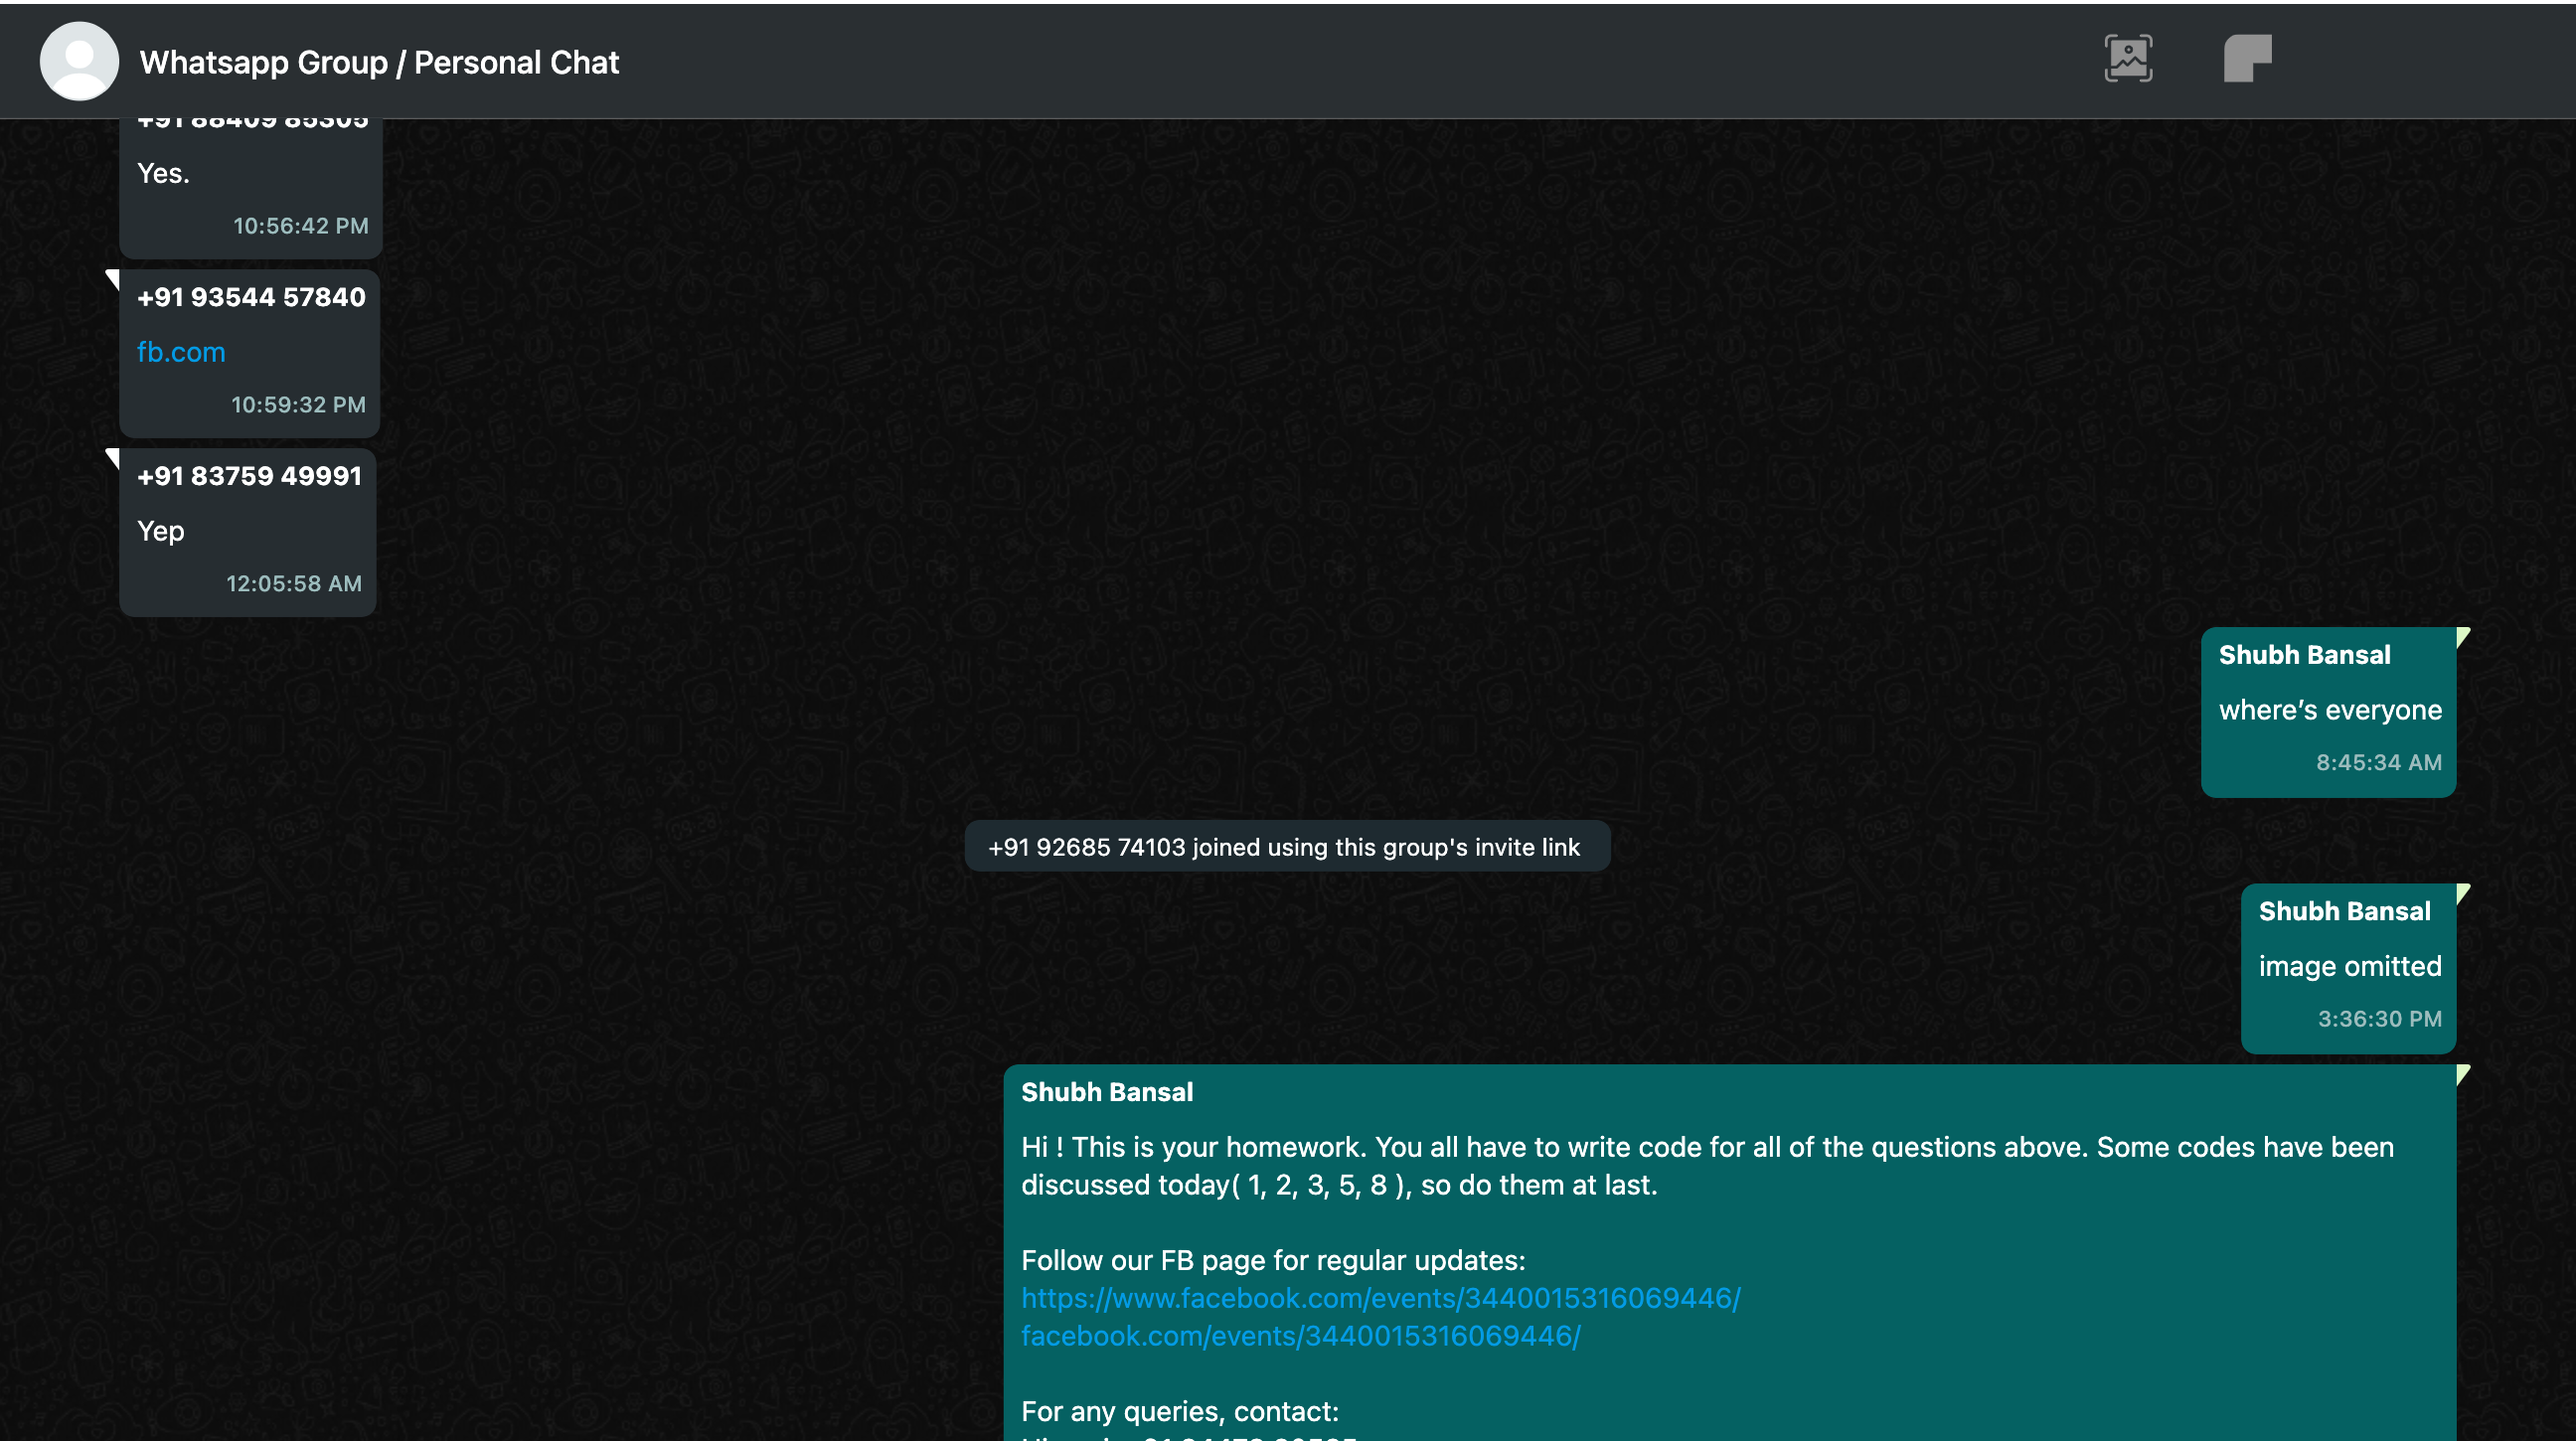 Whatsapp Group / Personal Chat
+91 88409 85305
Yes.
10:56:42 PM
+91 93544 57840
fb.com
10:59:32 PM
+91 83759 49991
Yep
12:05:58 AM
Shubh Bansal
where’s everyone
8:45:34 AM
+91 92685 74103 joined using this group's invite link
Shubh Bansal
image omitted
3:36:30 PM
Shubh Bansal
Hi ! This is your homework. You all have to write code for all of the questions above. Some codes have been
discussed today( 1, 2, 3, 5, 8 ), so do them at last.
Follow our FB page for regular updates:
https://www.facebook.com/events/3440015316069446/
facebook.com/events/3440015316069446/
For any queries, contact: